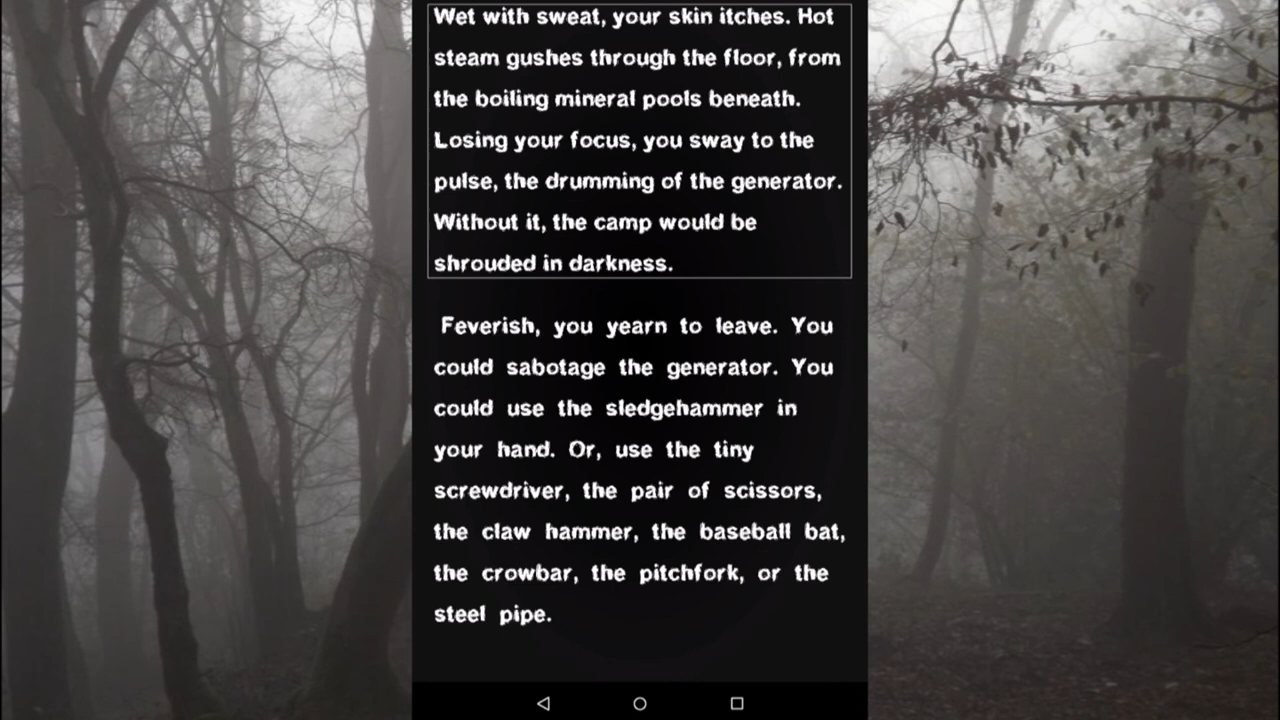 Wet with sweat, your skin itches. Hot
steam gushes through the floor, from
the boiling mineral pools beneath.
Losing your focus, you sway to the
pulse, the drumming of the generator.
Without it, the camp would be
shrouded in darkness.
Feverish, you yearn to leave. You
could sabotage the generator. You
could use the sledgehammer in
your hand. Or, use the tiny
screwdriver, the pair of scissors,
the claw hammer, the baseball bat,
the crowbar, the pitchfork, or the
steel pipe.